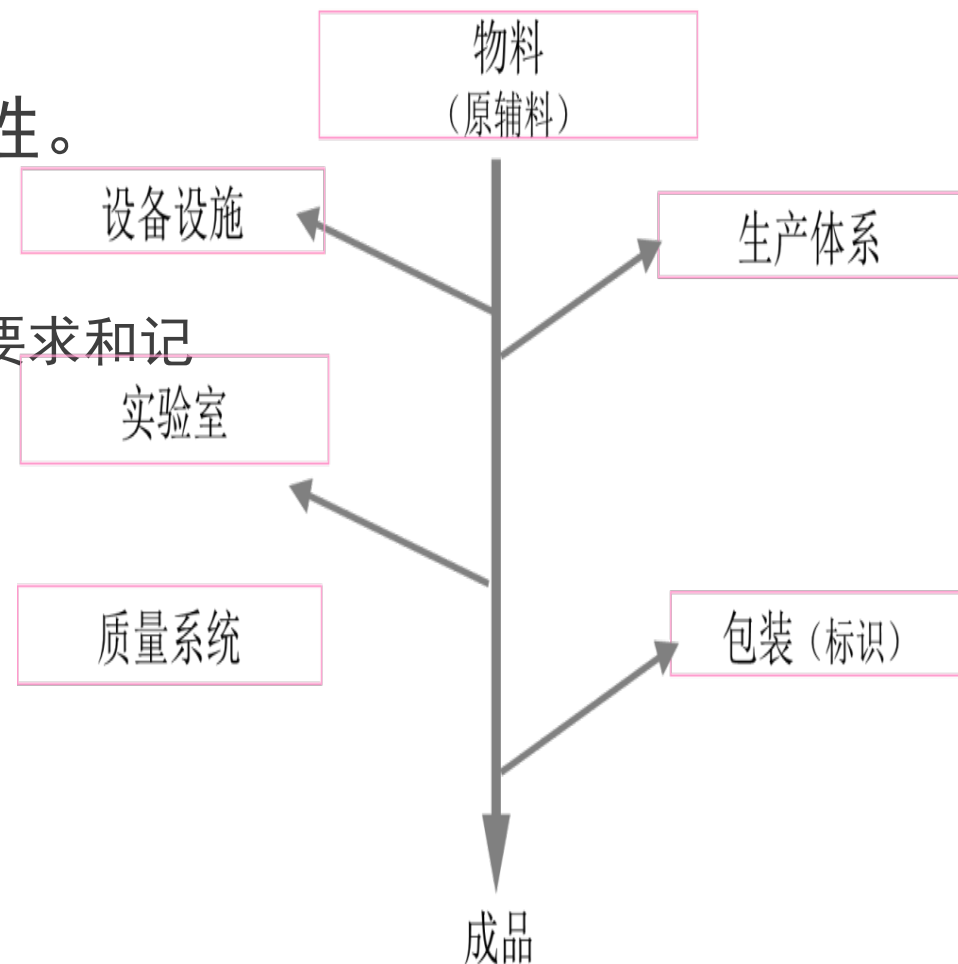 物料
（原辅料）
性。
设备设施
生产体系
要求和记
实验室
质量系统
包装（标识）
成品